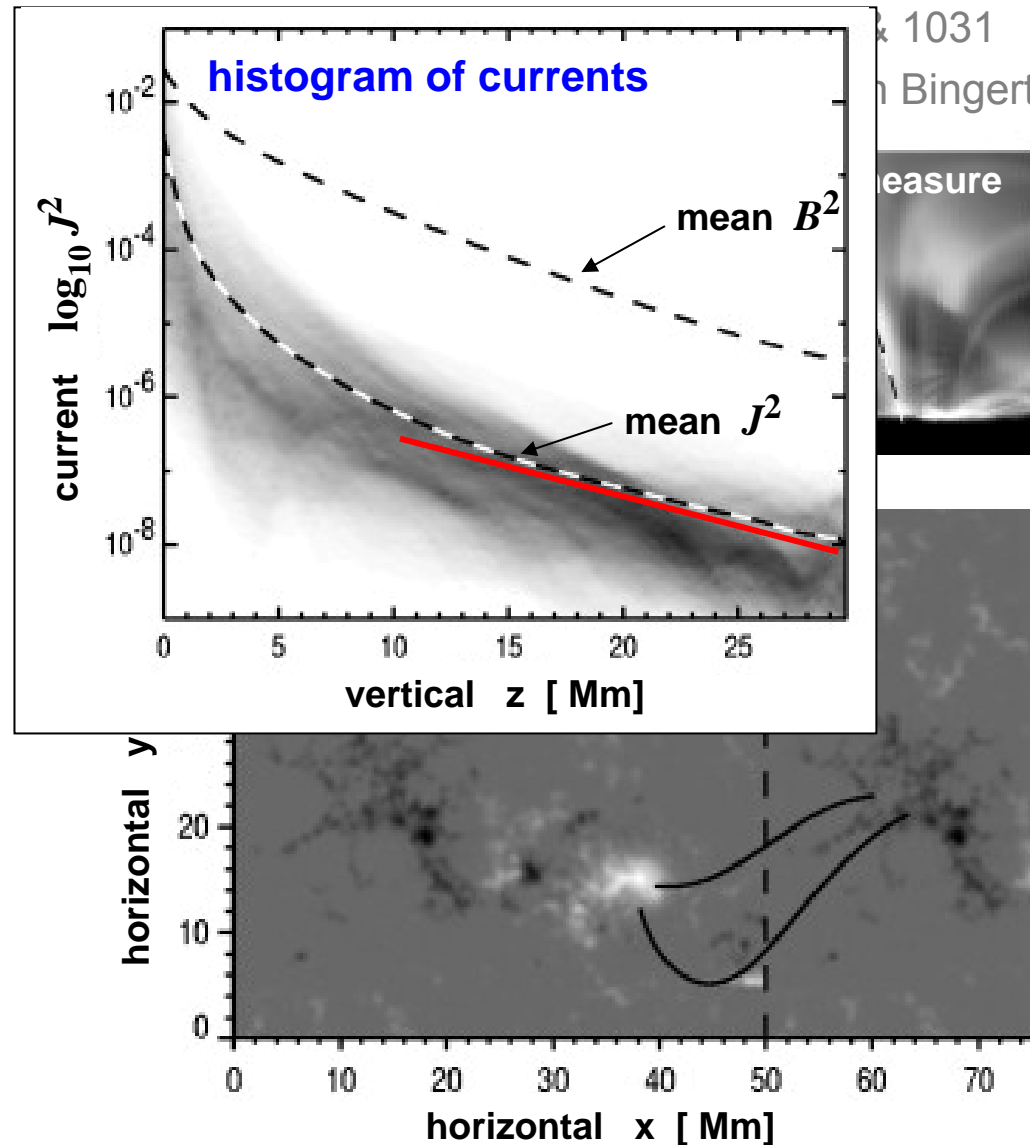 & 1031
Bingert
histogram of currents
mean B²
mean J²
current log₁₀ J²
10⁻²
10⁻⁴
10⁻⁶
10⁻⁸
0 5 10 15 20 25
vertical z [ Mm]
horizontal y
20
10
0
0 10 20 30 40 50 60 70
horizontal x [ Mm]